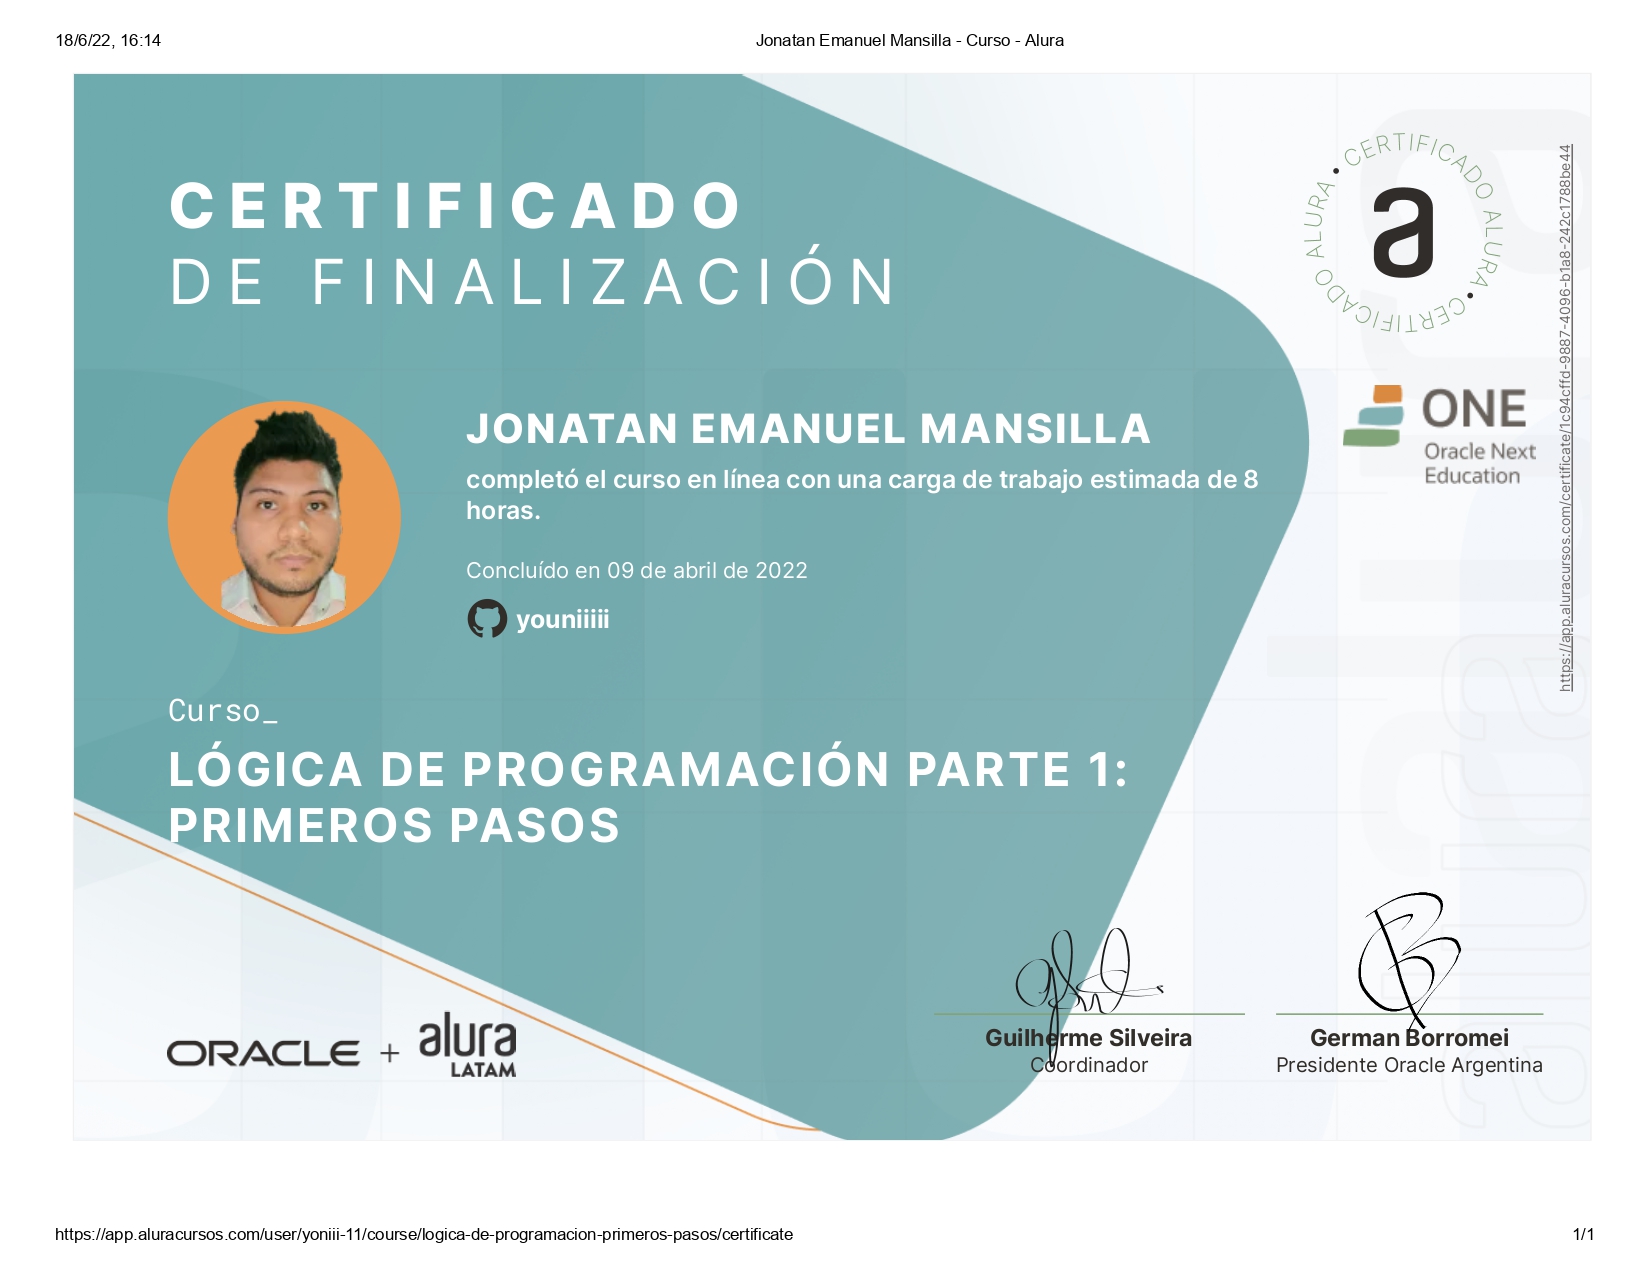 18/6/22, 16:14
Jonatan Emanuel Mansilla - Curso - Alura
CERTIFICADO
DE FINALIZACIÓN
• CERTIFICADO ALURA • CERTIFICADO ALURA
a
https://app.aluracursos.com/certificate/1c94cffd-9887-4096-b1a8-242c1788be44
ONE
Oracle Next
Education
JONATAN EMANUEL MANSILLA
completó el curso en línea con una carga de trabajo estimada de 8
horas.
Concluído en 09 de abril de 2022
youniiiii
Curso_
LÓGICA DE PROGRAMACIÓN PARTE 1:
PRIMEROS PASOS
ORACLE + alura
LATAM
Guilherme Silveira
Coordinador
German Borromei
Presidente Oracle Argentina
alura
https://app.aluracursos.com/user/yoniii-11/course/logica-de-programacion-primeros-pasos/certificate
1/1